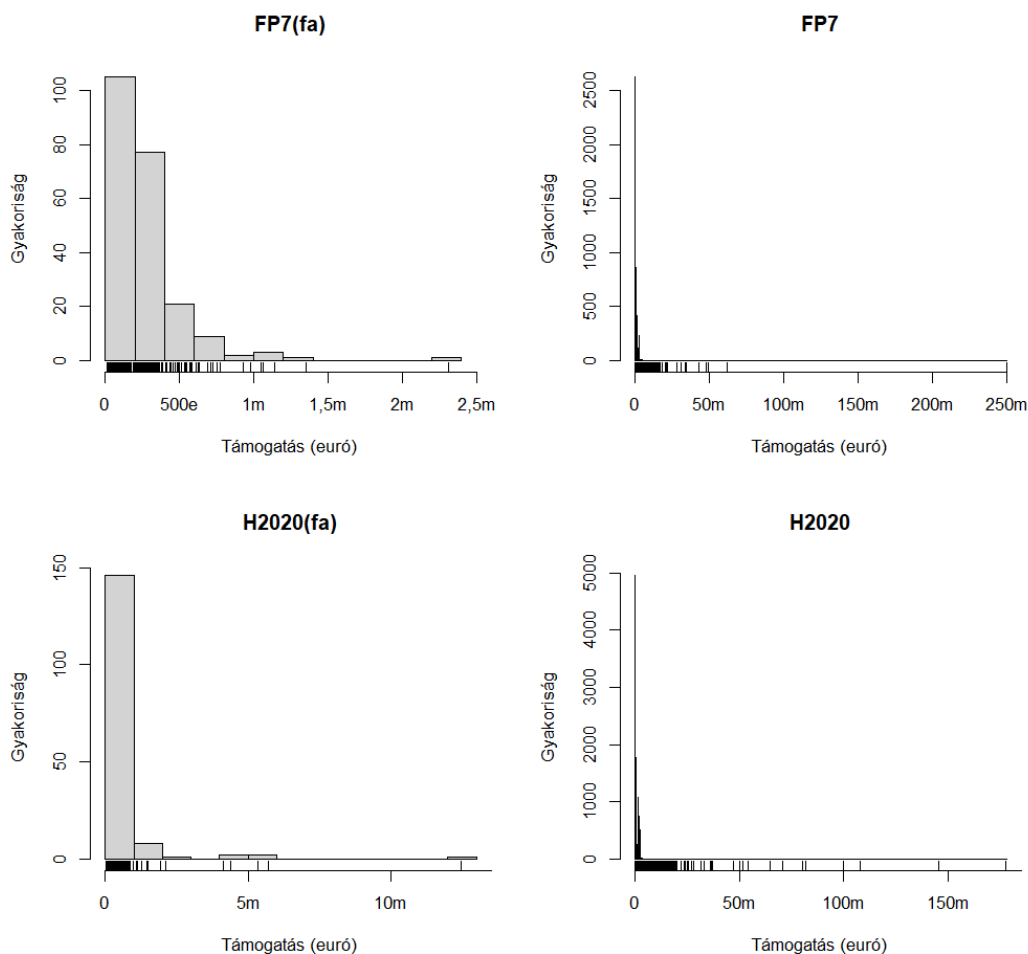 FP7(fa)
Gyakoriság
100
80
60
40
20
0
0 500e 1m 1,5m 2m 2,5m
Támogatás (euró)
FP7
Gyakoriság
2500
2000
1500
1000
500
0
0 50m 100m 150m 200m 250m
Támogatás (euró)
H2020(fa)
Gyakoriság
150
100
50
0
0 5m 10m
Támogatás (euró)
H2020
Gyakoriság
5000
4000
3000
2000
1000
0
0 50m 100m 150m
Támogatás (euró)